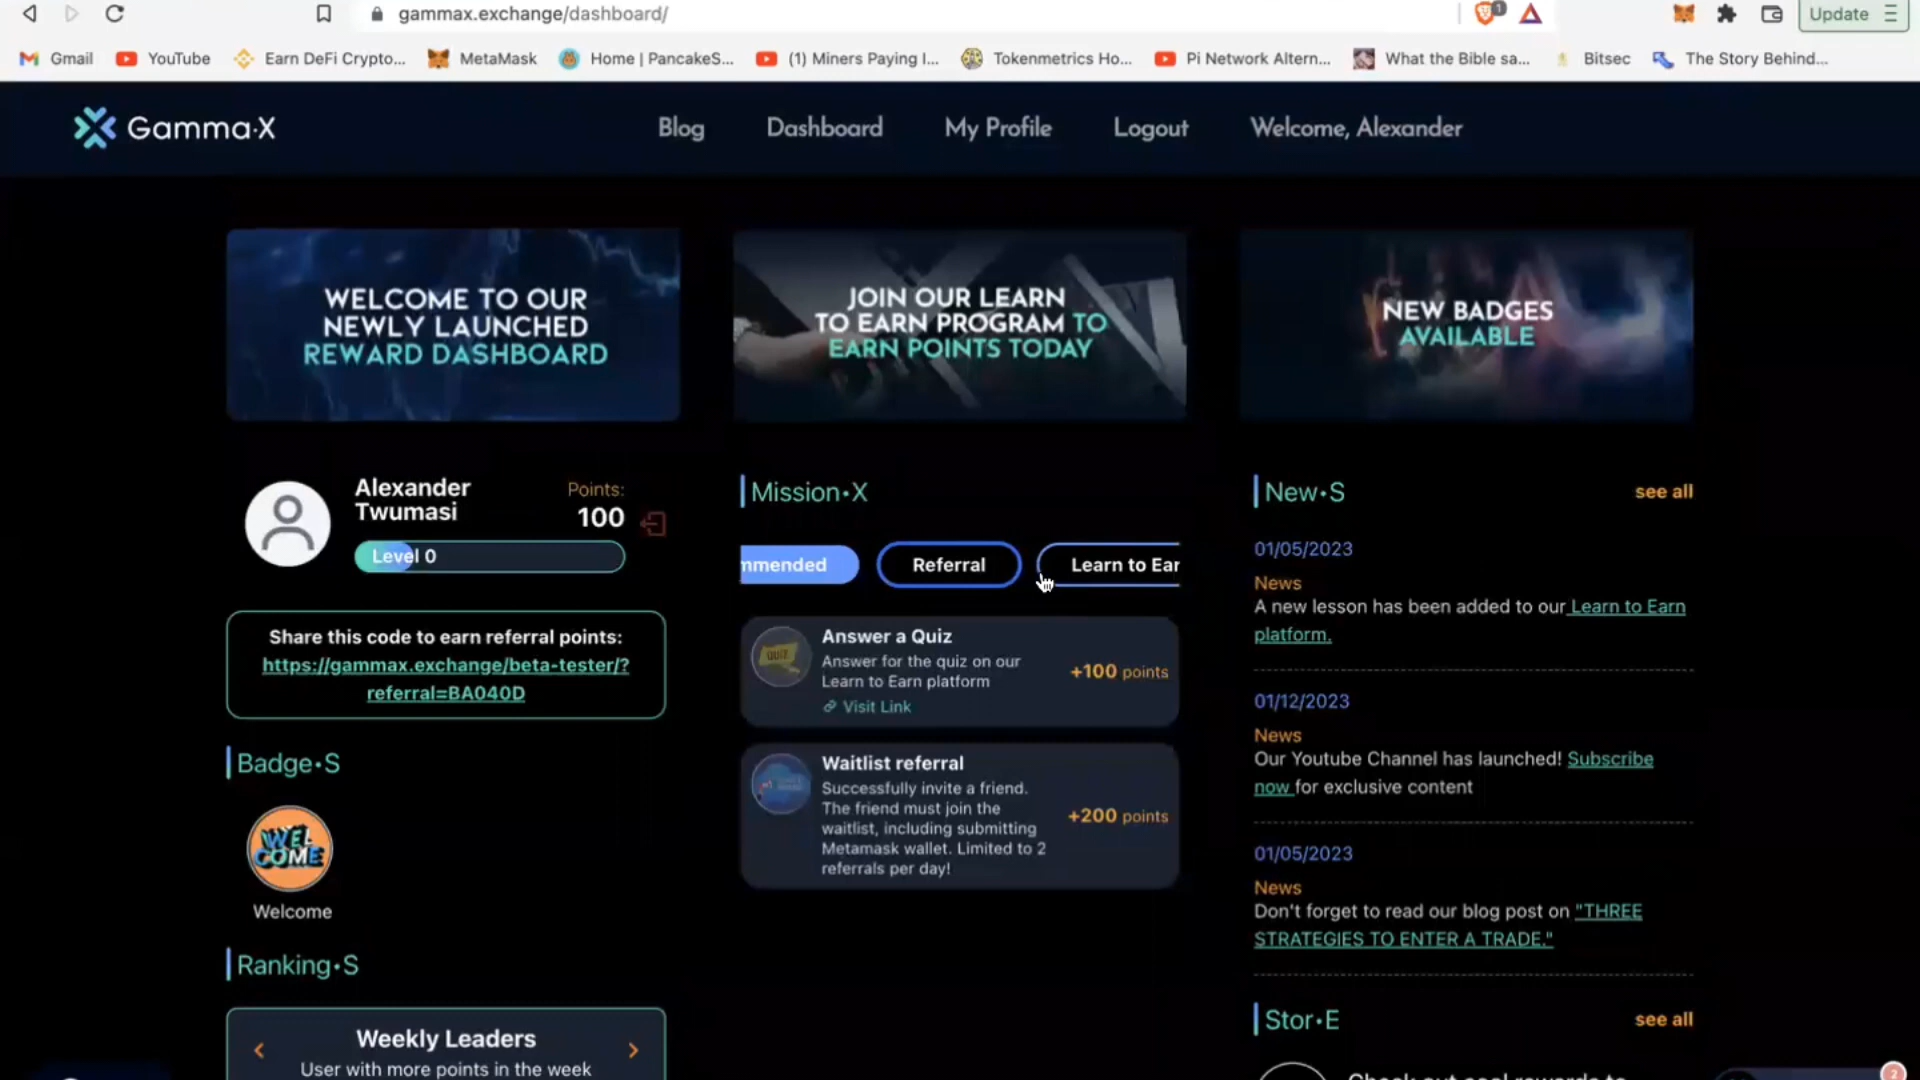 gammax.exchange/dashboard/
1
Update
Gmail
YouTube
Earn DeFi Crypto...
MetaMask
Home | PancakeS...
(1) Miners Paying I...
Tokenmetrics Ho...
Pi Network Altern...
What the Bible sa...
Bitsec
The Story Behind...
Gamma·X
Blog
Dashboard
My Profile
Logout
Welcome, Alexander
WELCOME TO OUR
NEWLY LAUNCHED
REWARD DASHBOARD
JOIN OUR LEARN
TO EARN PROGRAM TO
EARN POINTS TODAY
NEW BADGES
AVAILABLE
Alexander
Twumasi
Points:
100
Level 0
Share this code to earn referral points:
https://gammax.exchange/beta-tester/?
referral=BA040D
Badge•S
WEL
COME
Welcome
Ranking•S
Weekly Leaders
User with more points in the week
Mission•X
mmended
Referral
Learn to Ear
QUIZ
Answer a Quiz
Answer for the quiz on our
Learn to Earn platform
Visit Link
+100 points
Waitlist referral
Successfully invite a friend.
The friend must join the
waitlist, including submitting
Metamask wallet. Limited to 2
referrals per day!
+200 points
New•S
see all
01/05/2023
News
A new lesson has been added to our Learn to Earn
platform.
01/12/2023
News
Our Youtube Channel has launched! Subscribe
now for exclusive content
01/05/2023
News
Don't forget to read our blog post on "THREE
STRATEGIES TO ENTER A TRADE."
Stor•E
see all
Check out cool rewards to
2